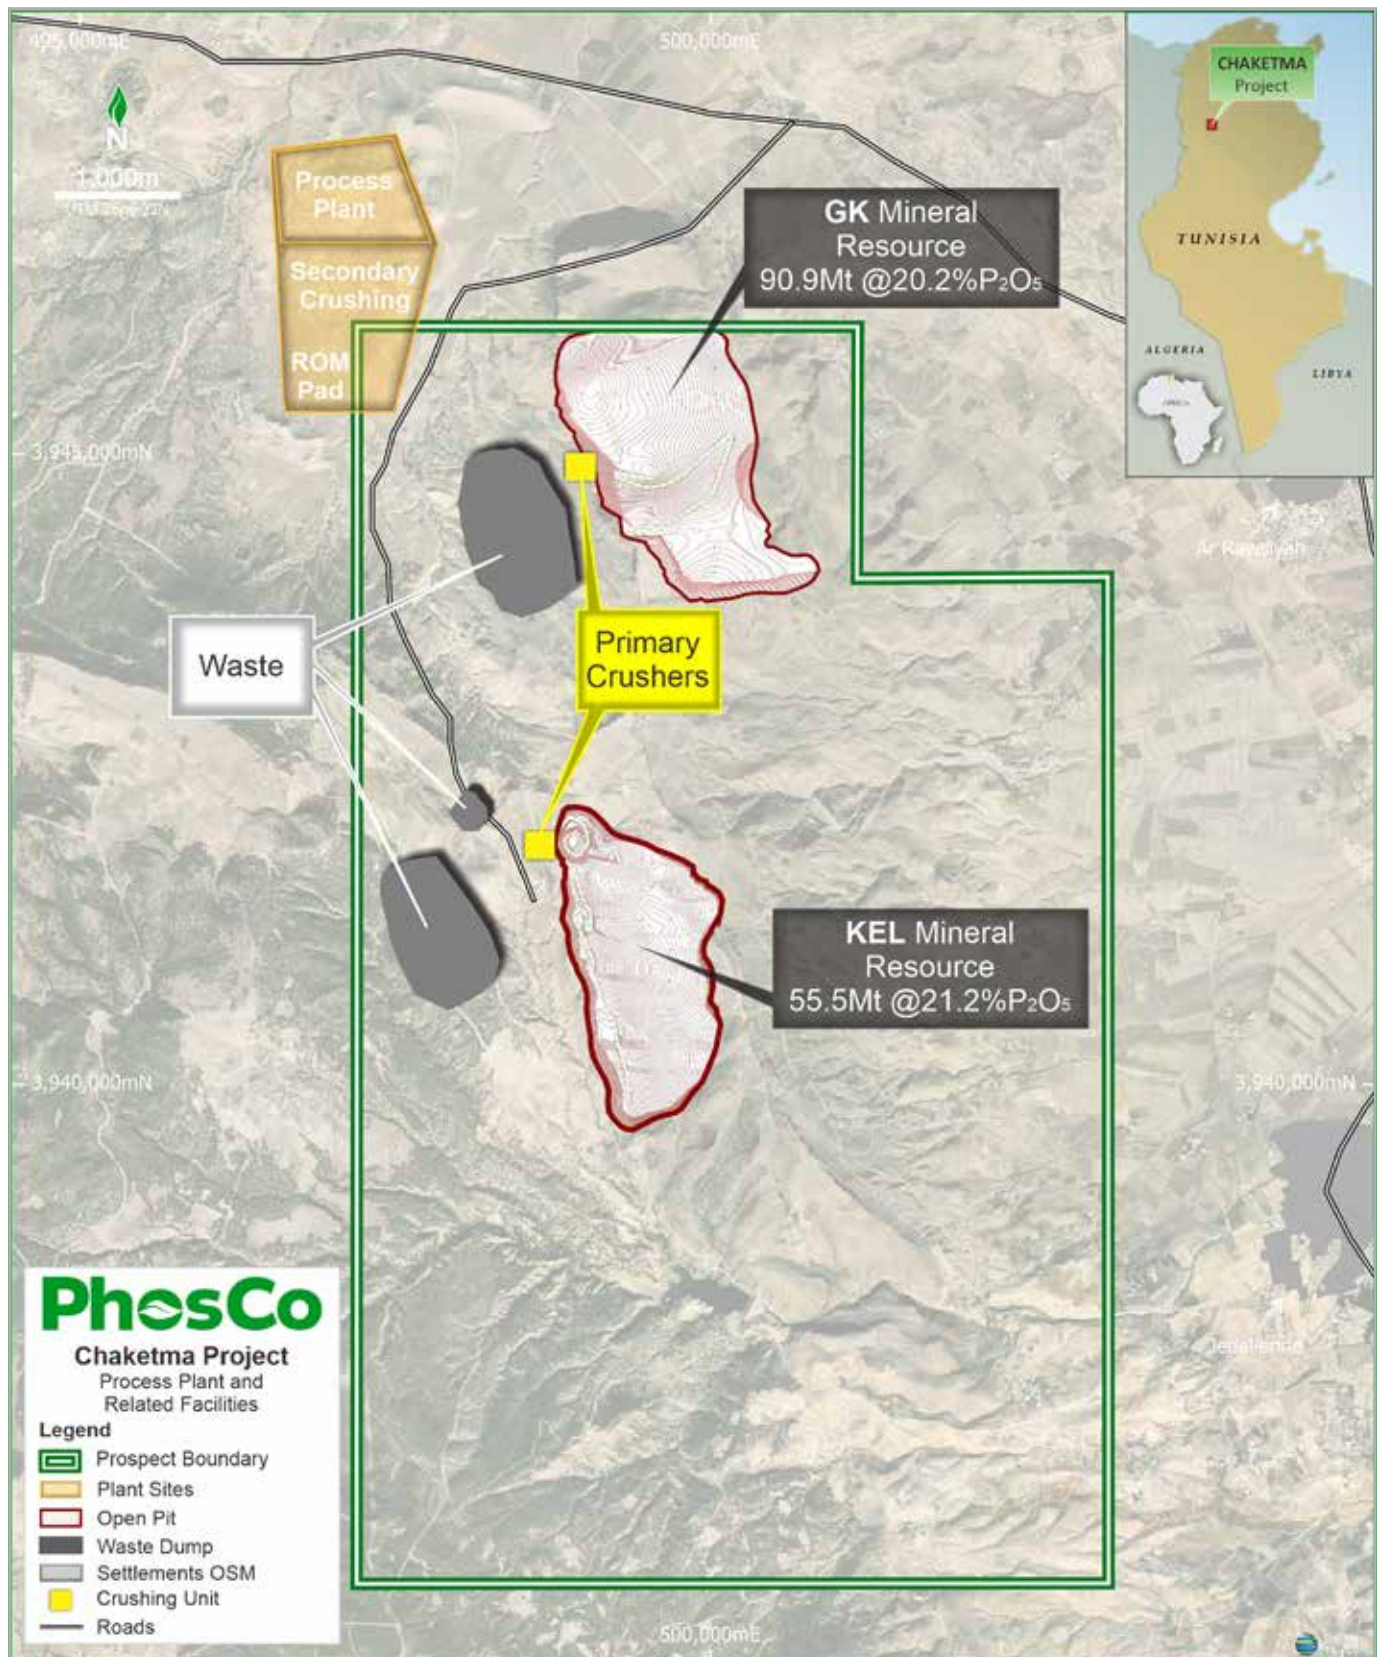 495,000mE
500,000mE
N
1,000m
CHAKETMA
Project
TUNISIA
ALGERIA
LIBYA
AFRICA
Process
Plant
Secondary
Crushing
ROM
Pad
GK Mineral
Resource
90.9Mt @20.2%P₂O₅
3,945,000mN
Ar Rawqiyah
Waste
Primary
Crushers
KEL Mineral
Resource
55.5Mt @21.2%P₂O₅
3,940,000mN
3,940,000mN
PhosCo
Chaketma Project
Process Plant and
Related Facilities
Legend
Prospect Boundary
Plant Sites
Open Pit
Waste Dump
Settlements OSM
Crushing Unit
Roads
500,000mE